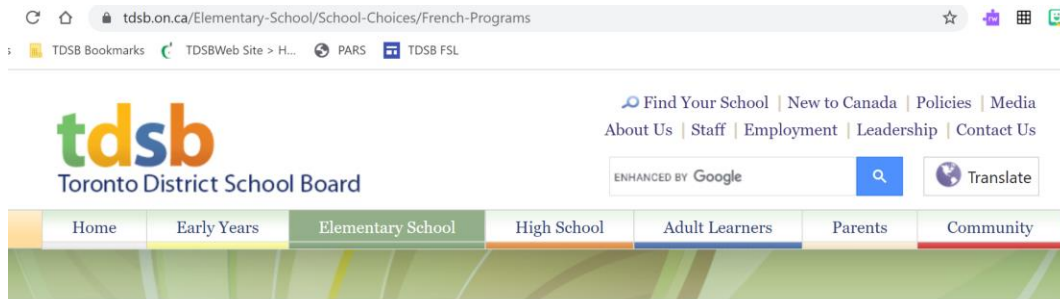 tdsb.on.ca/Elementary-School/School-Choices/French-Programs
TDSB Bookmarks TDSBWeb Site > H... PARS TDSB FSL
Find Your School | New to Canada | Policies | Media
About Us | Staff | Employment | Leadership | Contact Us
tdsb
Toronto District School Board
ENHANCED BY Google
Translate
Home Early Years Elementary School High School Adult Learners Parents Community